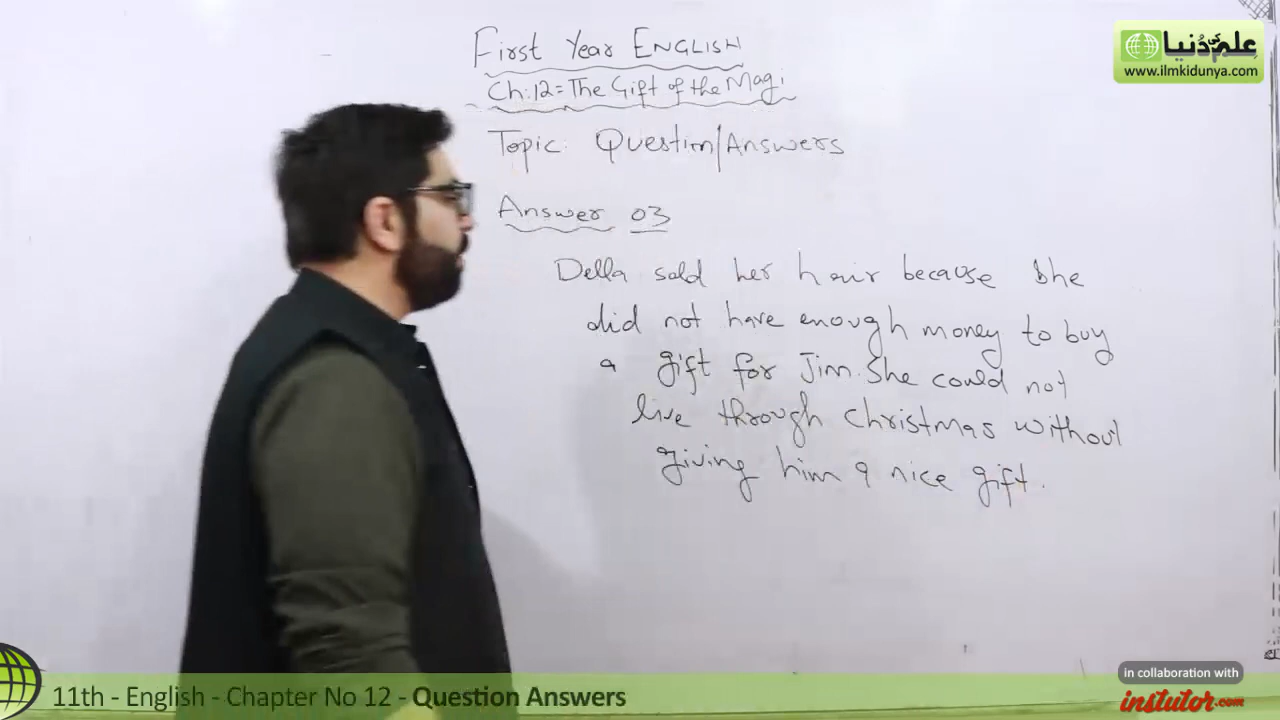 First Year ENGLISH
Ch:12=The Gift of the Magi
Topic: Question/Answers
Answer 03
Della sold her hair because she
did not have enough money to buy
a gift for Jim. She could not
live through christmas without
giving him a nice gift.
علم کی دُنیا
www.ilmkidunya.com
11th - English - Chapter No 12 - Question Answers
in collaboration with
instutor.com